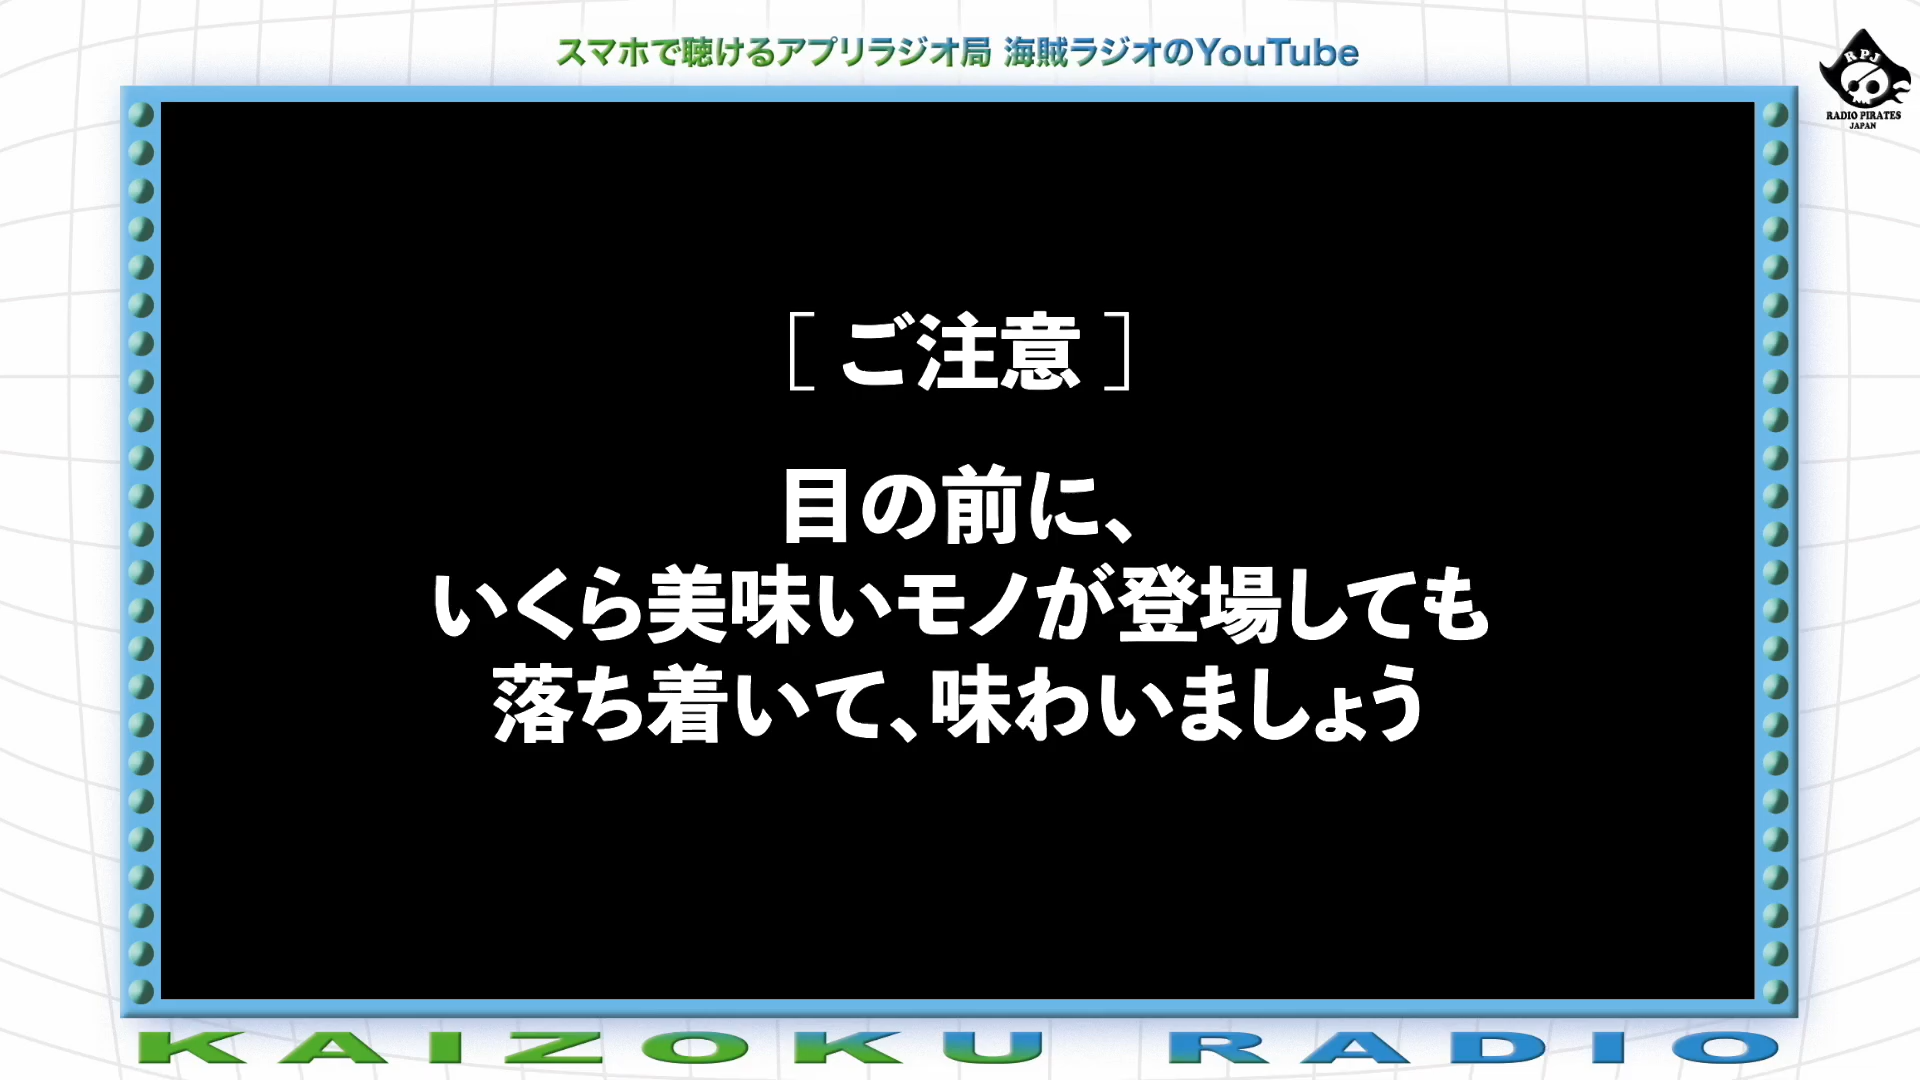 スマホで聴けるアプリラジオ局 海賊ラジオのYouTube
RPJ
RADIO PIRATES
JAPAN
［ご注意］
目の前に、
いくら美味いモノが登場しても
落ち着いて、味わいましょう
KAIZOKU RADIO